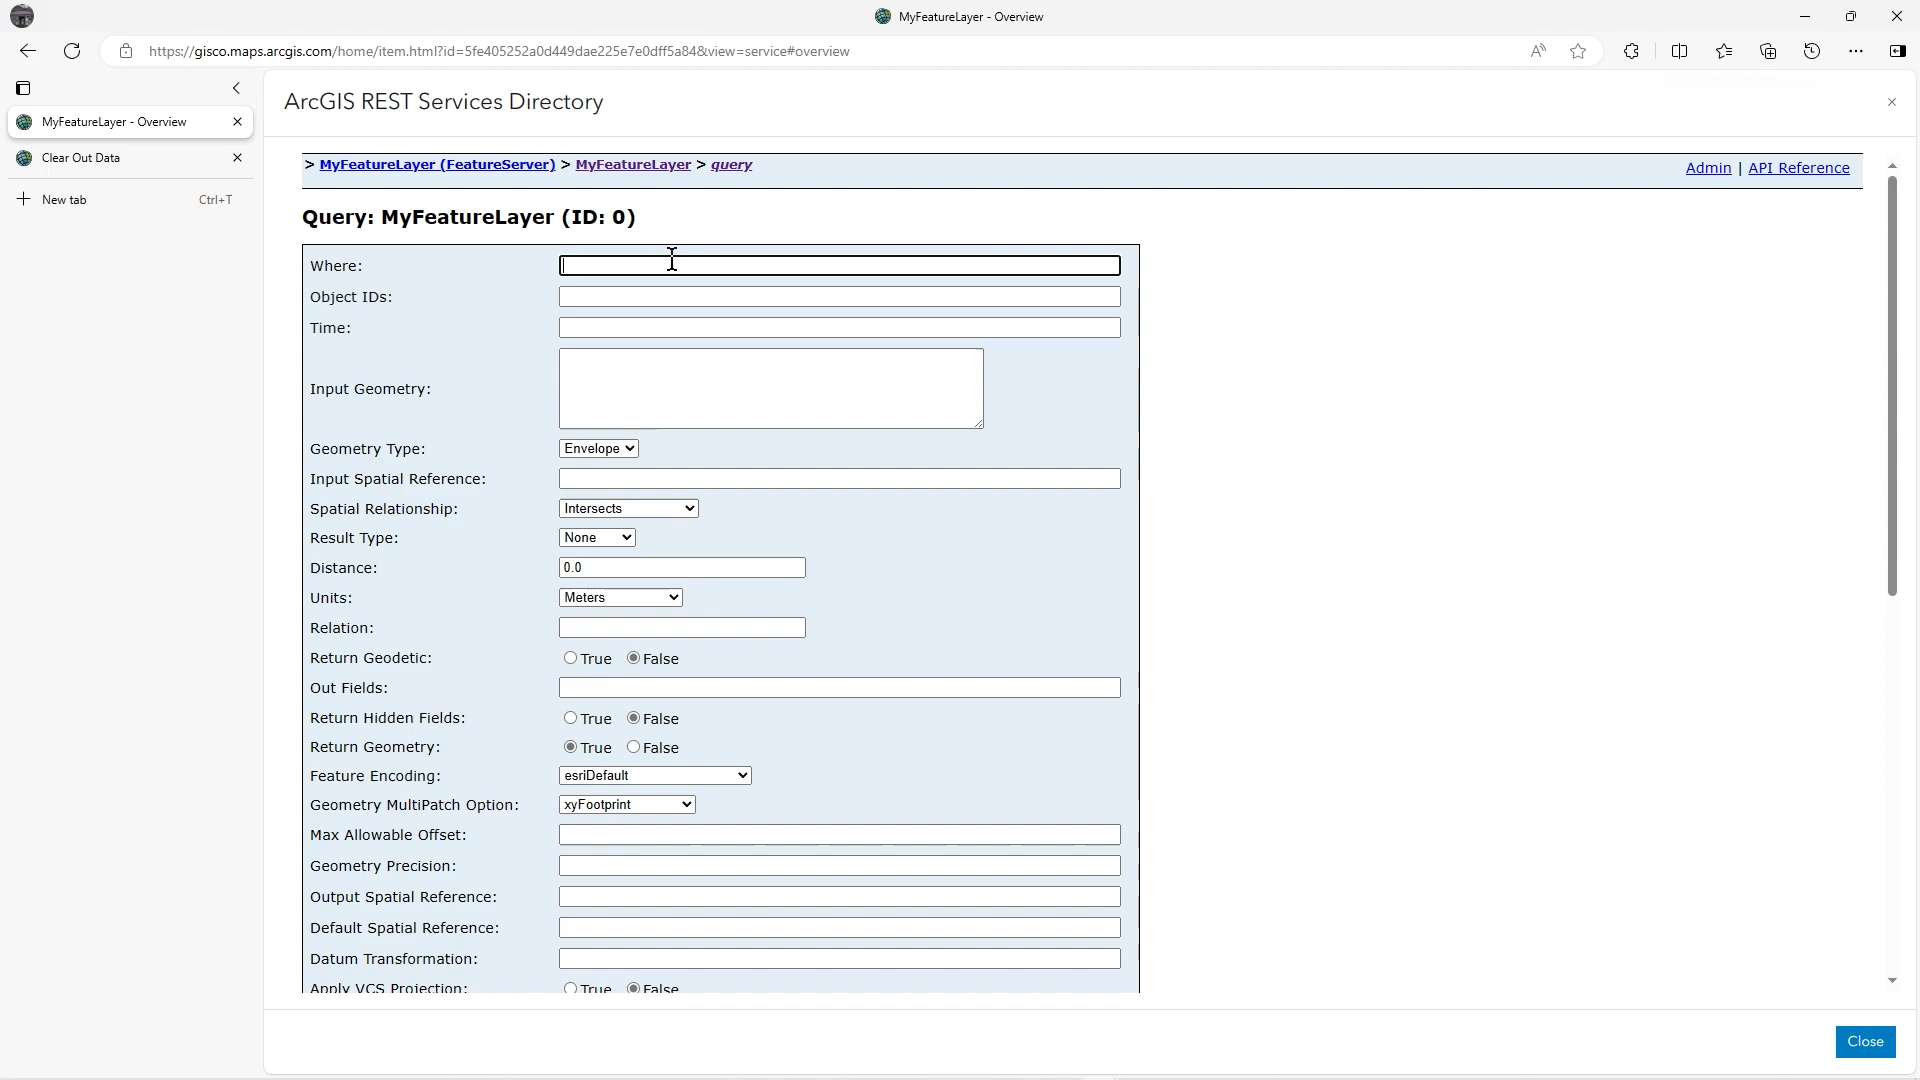 MyFeatureLayer - Overview
https://gisco.maps.arcgis.com/home/item.html?id=5fe405252a0d449dae225e7e0dff5a84&view=service#overview
MyFeatureLayer - Overview
Clear Out Data
New tab Ctrl+T
ArcGIS REST Services Directory
> MyFeatureLayer (FeatureServer) > MyFeatureLayer > query
Admin | API Reference
Query: MyFeatureLayer (ID: 0)
Where:
Object IDs:
Time:
Input Geometry:
Geometry Type: Envelope
Input Spatial Reference:
Spatial Relationship: Intersects
Result Type: None
Distance: 0.0
Units: Meters
Relation:
Return Geodetic: True False
Out Fields:
Return Hidden Fields: True False
Return Geometry: True False
Feature Encoding: esriDefault
Geometry MultiPatch Option: xyFootprint
Max Allowable Offset:
Geometry Precision:
Output Spatial Reference:
Default Spatial Reference:
Datum Transformation:
Apply VCS Projection: True False
Close